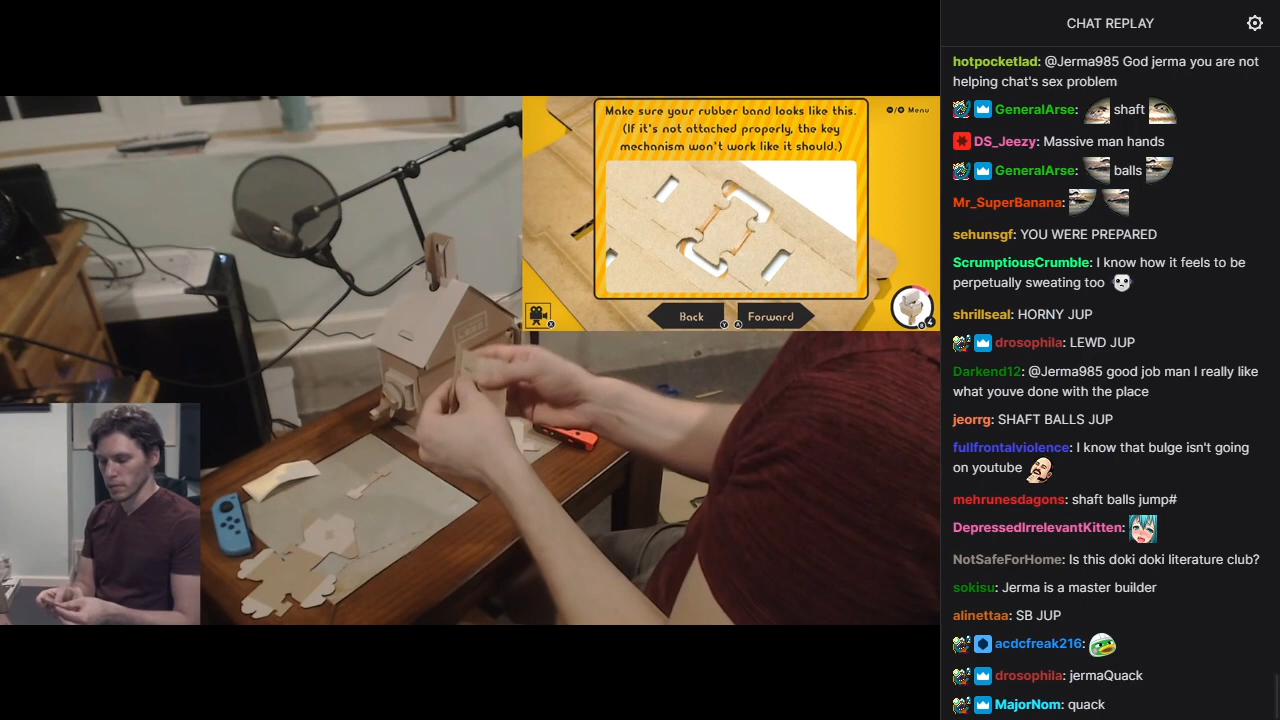 Make sure your rubber band looks like this.
(If it's not attached properly, the key
mechanism won't work like it should.)
-/+ Menu
Back
Forward
X
Y
A
CHAT REPLAY
hotpocketlad: @Jerma985 God jerma you are not
helping chat's sex problem
GeneralArse: shaft
DS_Jeezy: Massive man hands
GeneralArse: balls
Mr_SuperBanana:
sehunsgf: YOU WERE PREPARED
ScrumptiousCrumble: I know how it feels to be
perpetually sweating too
shrillseal: HORNY JUP
drosophila: LEWD JUP
Darkend12: @Jerma985 good job man I really like
what youve done with the place
jeorrg: SHAFT BALLS JUP
fullfrontalviolence: I know that bulge isn't going
on youtube
mehrunesdagons: shaft balls jump#
DepressedIrrelevantKitten:
NotSafeForHome: Is this doki doki literature club?
sokisu: Jerma is a master builder
alinettaa: SB JUP
acdcfreak216:
drosophila: jermaQuack
MajorNom: quack